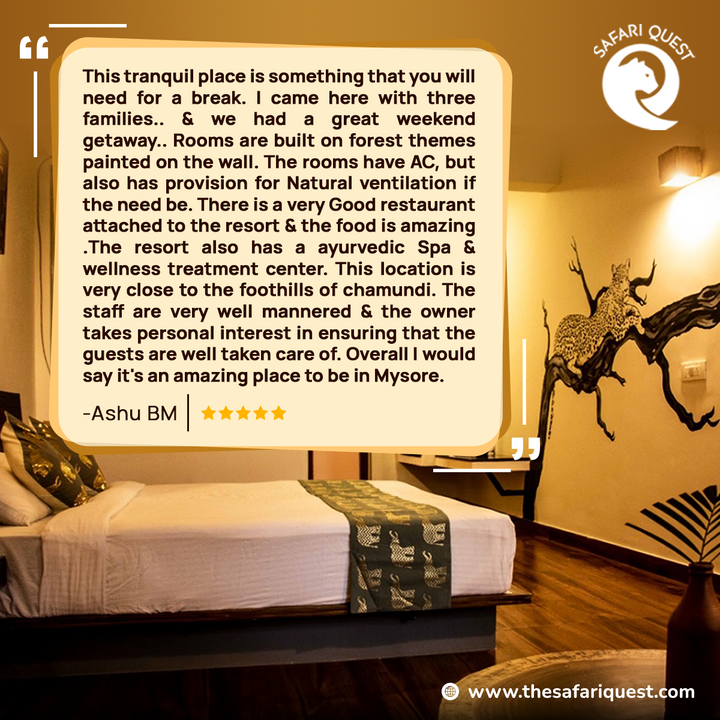 SAFARI QUEST
This tranquil place is something that you will
need for a break. I came here with three
families.. & we had a great weekend
getaway.. Rooms are built on forest themes
painted on the wall. The rooms have AC, but
also has provision for Natural ventilation if
the need be. There is a very Good restaurant
attached to the resort & the food is amazing
.The resort also has a ayurvedic Spa &
wellness treatment center. This location is
very close to the foothills of chamundi. The
staff are very well mannered & the owner
takes personal interest in ensuring that the
guests are well taken care of. Overall I would
say it's an amazing place to be in Mysore.
-Ashu BM
www.thesafariquest.com